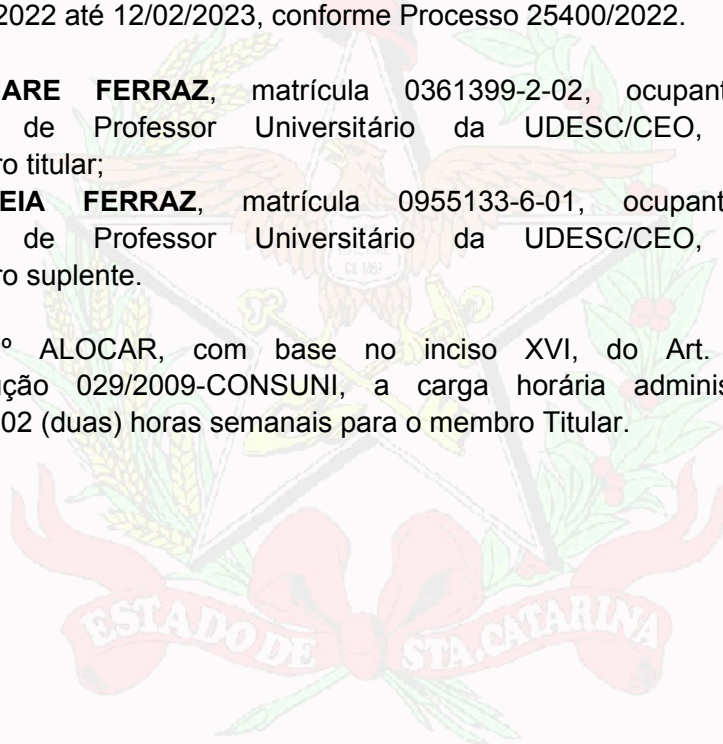 2022 até 12/02/2023, conforme Processo 25400/2022.
ARE FERRAZ, matrícula 0361399-2-02, ocupant
de Professor Universitário da UDESC/CEO,
ro titular;
EIA FERRAZ, matrícula 0955133-6-01, ocupant
de Professor Universitário da UDESC/CEO,
ro suplente.
º ALOCAR, com base no inciso XVI, do Art.
ução 029/2009-CONSUNI, a carga horária adminis
02 (duas) horas semanais para o membro Titular.
ESTADO DE STA. CATARINA